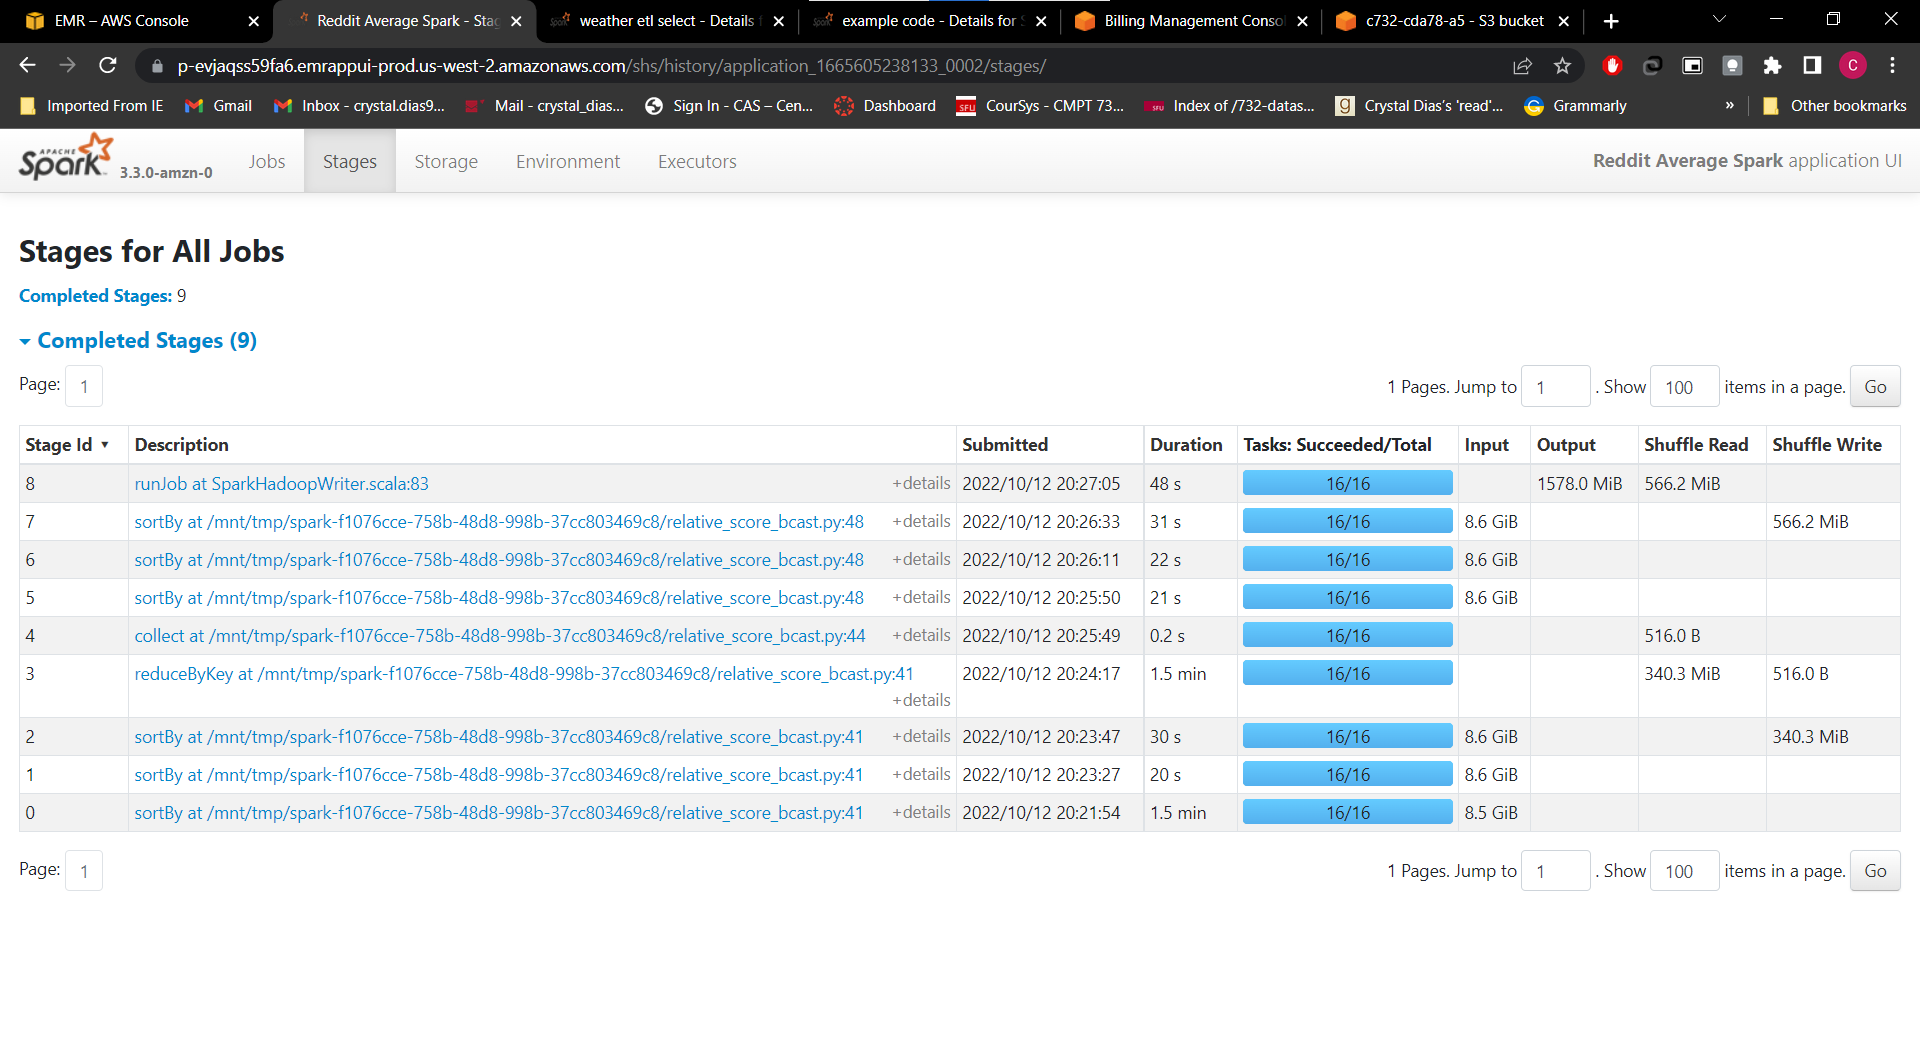 EMR – AWS Console
Reddit Average Spark - Stag
weather etl select - Details f
example code - Details for S
Billing Management Conso
c732-cda78-a5 - S3 bucket
p-evjaqss59fa6.emrappui-prod.us-west-2.amazonaws.com/shs/history/application_1665605238133_0002/stages/
C
Imported From IE
Gmail
Inbox - crystal.dias9...
Mail - crystal_dias...
Sign In - CAS – Cen...
Dashboard
SFU
CourSys - CMPT 73...
SFU
Index of /732-datas...
g
Crystal Dias's 'read'...
Grammarly
»
Other bookmarks
APACHE
Spark 3.3.0-amzn-0
Jobs
Stages
Storage
Environment
Executors
Reddit Average Spark application UI
Stages for All Jobs
Completed Stages: 9
Completed Stages (9)
Page: 1
1 Pages. Jump to 1 . Show 100 items in a page. Go
Stage Id ▾ Description Submitted Duration Tasks: Succeeded/Total Input Output Shuffle Read Shuffle Write
8 runJob at SparkHadoopWriter.scala:83 +details 2022/10/12 20:27:05 48 s 16/16 1578.0 MiB 566.2 MiB
7 sortBy at /mnt/tmp/spark-f1076cce-758b-48d8-998b-37cc803469c8/relative_score_bcast.py:48 +details 2022/10/12 20:26:33 31 s 16/16 8.6 GiB 566.2 MiB
6 sortBy at /mnt/tmp/spark-f1076cce-758b-48d8-998b-37cc803469c8/relative_score_bcast.py:48 +details 2022/10/12 20:26:11 22 s 16/16 8.6 GiB
5 sortBy at /mnt/tmp/spark-f1076cce-758b-48d8-998b-37cc803469c8/relative_score_bcast.py:48 +details 2022/10/12 20:25:50 21 s 16/16 8.6 GiB
4 collect at /mnt/tmp/spark-f1076cce-758b-48d8-998b-37cc803469c8/relative_score_bcast.py:44 +details 2022/10/12 20:25:49 0.2 s 16/16 516.0 B
3 reduceByKey at /mnt/tmp/spark-f1076cce-758b-48d8-998b-37cc803469c8/relative_score_bcast.py:41 2022/10/12 20:24:17 1.5 min 16/16 340.3 MiB 516.0 B
+details
2 sortBy at /mnt/tmp/spark-f1076cce-758b-48d8-998b-37cc803469c8/relative_score_bcast.py:41 +details 2022/10/12 20:23:47 30 s 16/16 8.6 GiB 340.3 MiB
1 sortBy at /mnt/tmp/spark-f1076cce-758b-48d8-998b-37cc803469c8/relative_score_bcast.py:41 +details 2022/10/12 20:23:27 20 s 16/16 8.6 GiB
0 sortBy at /mnt/tmp/spark-f1076cce-758b-48d8-998b-37cc803469c8/relative_score_bcast.py:41 +details 2022/10/12 20:21:54 1.5 min 16/16 8.5 GiB
Page: 1
1 Pages. Jump to 1 . Show 100 items in a page. Go